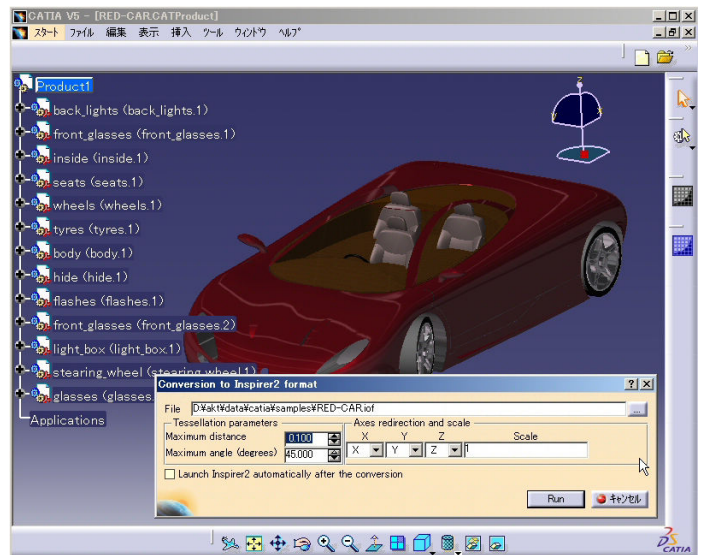 CATIA V5 - [RED-CAR.CATProduct]
スタート ファイル 編集 表示 挿入 ツール ウィンドウ ヘルプ
Product1
back_lights (back_lights.1)
front_glasses (front_glasses.1)
inside (inside.1)
seats (seats.1)
wheels (wheels.1)
tyres (tyres.1)
body (body.1)
hide (hide.1)
flashes (flashes.1)
front_glasses (front_glasses.2)
light_box (light_box.1)
stearing_wheel (stearing_wheel.1)
glasses (glasses.
Applications
z
Conversion to Inspirer2 format
File D:¥akt¥data¥catia¥samples¥RED-CAR.iof ...
Tessellation parameters Axes redirection and scale
Maximum distance 0.100 X Y Z Scale
Maximum angle (degrees) 45.000 X Y Z 1
Launch Inspirer2 automatically after the conversion
Run キャンセル
CATIA